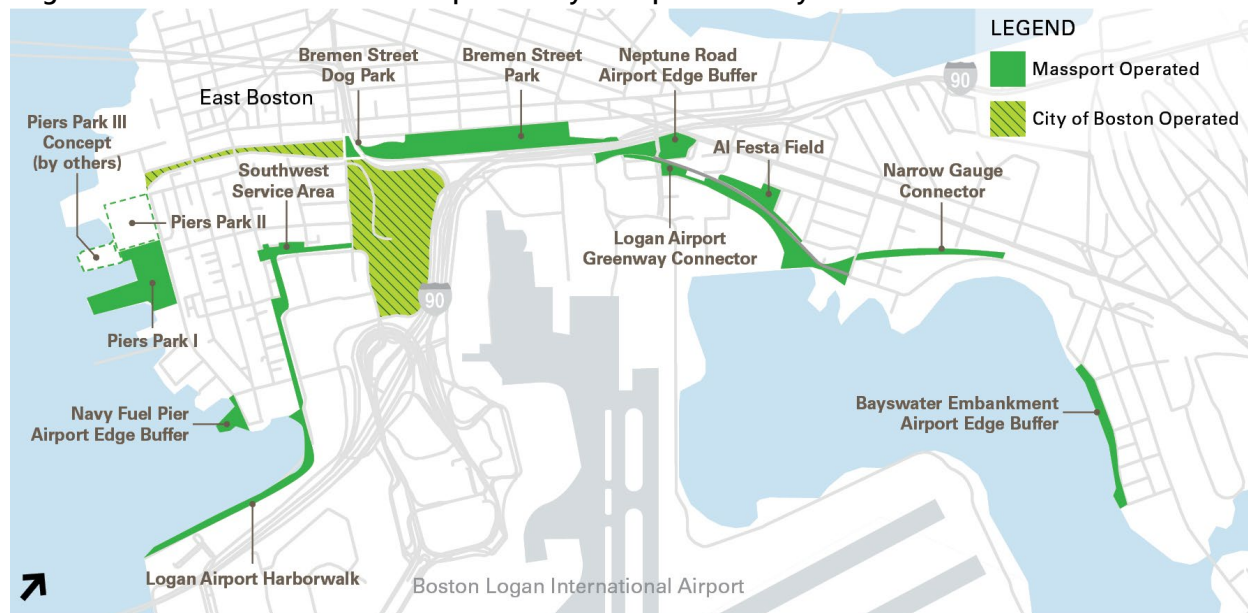 LEGEND
Massport Operated
City of Boston Operated
Bremen Street
Dog Park
Bremen Street
Park
Neptune Road
Airport Edge Buffer
90
East Boston
Piers Park III
Concept
(by others)
Southwest
Service Area
Al Festa Field
Narrow Gauge
Connector
Piers Park II
Logan Airport
Greenway Connector
90
Piers Park I
Navy Fuel Pier
Airport Edge Buffer
Bayswater Embankment
Airport Edge Buffer
Logan Airport Harborwalk
Boston Logan International Airport